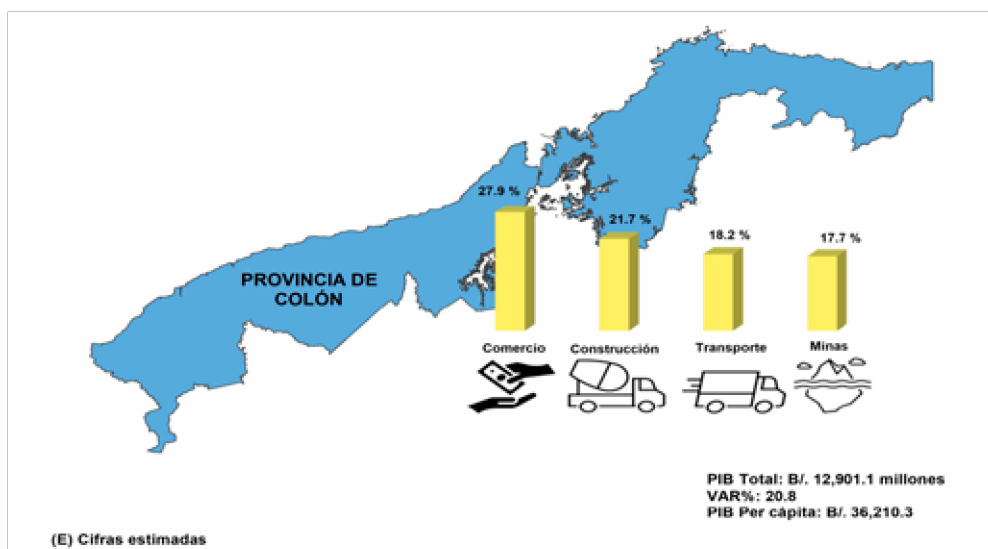 27.9 %
21.7 %
18.2 %
17.7 %
PROVINCIA DE
COLÓN
Comercio
Construcción
Transporte
Minas
PIB Total: B/. 12,901.1 millones
VAR%: 20.8
PIB Per cápita: B/. 36,210.3
(E) Cifras estimadas